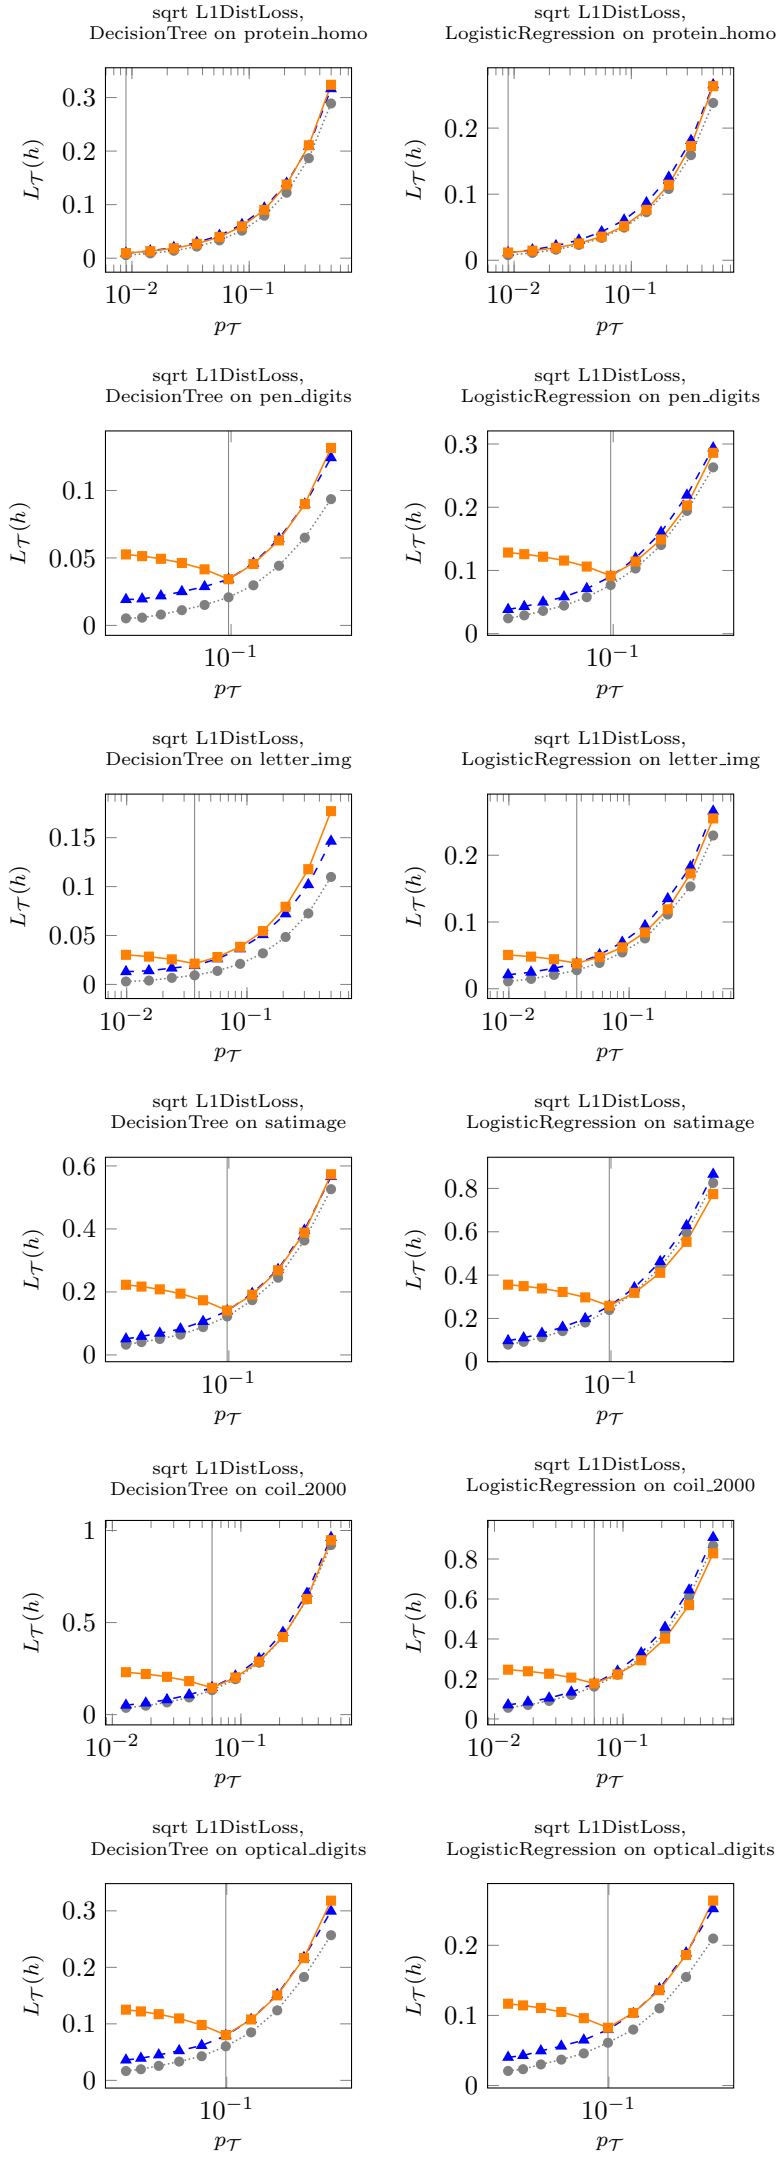 sqrt L1DistLoss,
DecisionTree on protein_homo
0.3
0.2
0.1
0
10⁻² 10⁻¹
L_𝒯(h)
p_𝒯
sqrt L1DistLoss,
LogisticRegression on protein_homo
0.2
0.1
0
10⁻² 10⁻¹
L_𝒯(h)
p_𝒯
sqrt L1DistLoss,
DecisionTree on pen_digits
0.1
0.05
0
10⁻¹
L_𝒯(h)
p_𝒯
sqrt L1DistLoss,
LogisticRegression on pen_digits
0.3
0.2
0.1
0
10⁻¹
L_𝒯(h)
p_𝒯
sqrt L1DistLoss,
DecisionTree on letter_img
0.15
0.1
0.05
0
10⁻² 10⁻¹
L_𝒯(h)
p_𝒯
sqrt L1DistLoss,
LogisticRegression on letter_img
0.2
0.1
0
10⁻² 10⁻¹
L_𝒯(h)
p_𝒯
sqrt L1DistLoss,
DecisionTree on satimage
0.6
0.4
0.2
0
10⁻¹
L_𝒯(h)
p_𝒯
sqrt L1DistLoss,
LogisticRegression on satimage
0.8
0.6
0.4
0.2
0
10⁻¹
L_𝒯(h)
p_𝒯
sqrt L1DistLoss,
DecisionTree on coil_2000
1
0.5
0
10⁻² 10⁻¹
L_𝒯(h)
p_𝒯
sqrt L1DistLoss,
LogisticRegression on coil_2000
0.8
0.6
0.4
0.2
0
10⁻² 10⁻¹
L_𝒯(h)
p_𝒯
sqrt L1DistLoss,
DecisionTree on optical_digits
0.3
0.2
0.1
0
10⁻¹
L_𝒯(h)
p_𝒯
sqrt L1DistLoss,
LogisticRegression on optical_digits
0.2
0.1
0
10⁻¹
L_𝒯(h)
p_𝒯